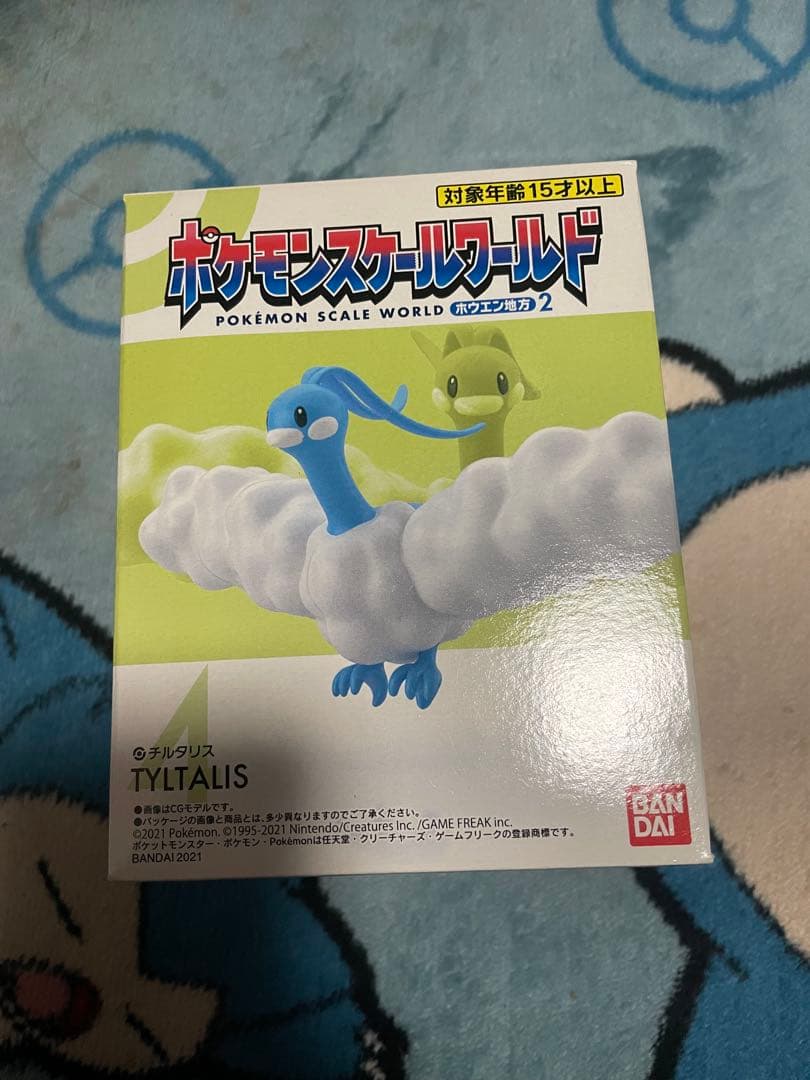 対象年齢15才以上
ポケモンスケールワールド
POKÉMON SCALE WORLD ホウエン地方 2
4
チルタリス
TYLTALIS
●画像はCGモデルです。
●パッケージの画像と商品とは、多少異なりますのでご了承ください。
©2021 Pokémon. ©1995-2021 Nintendo/Creatures Inc. /GAME FREAK inc.
ポケットモンスター・ポケモン・Pokémonは任天堂・クリーチャーズ・ゲームフリークの登録商標です。
BANDAI 2021
BAN
DAI